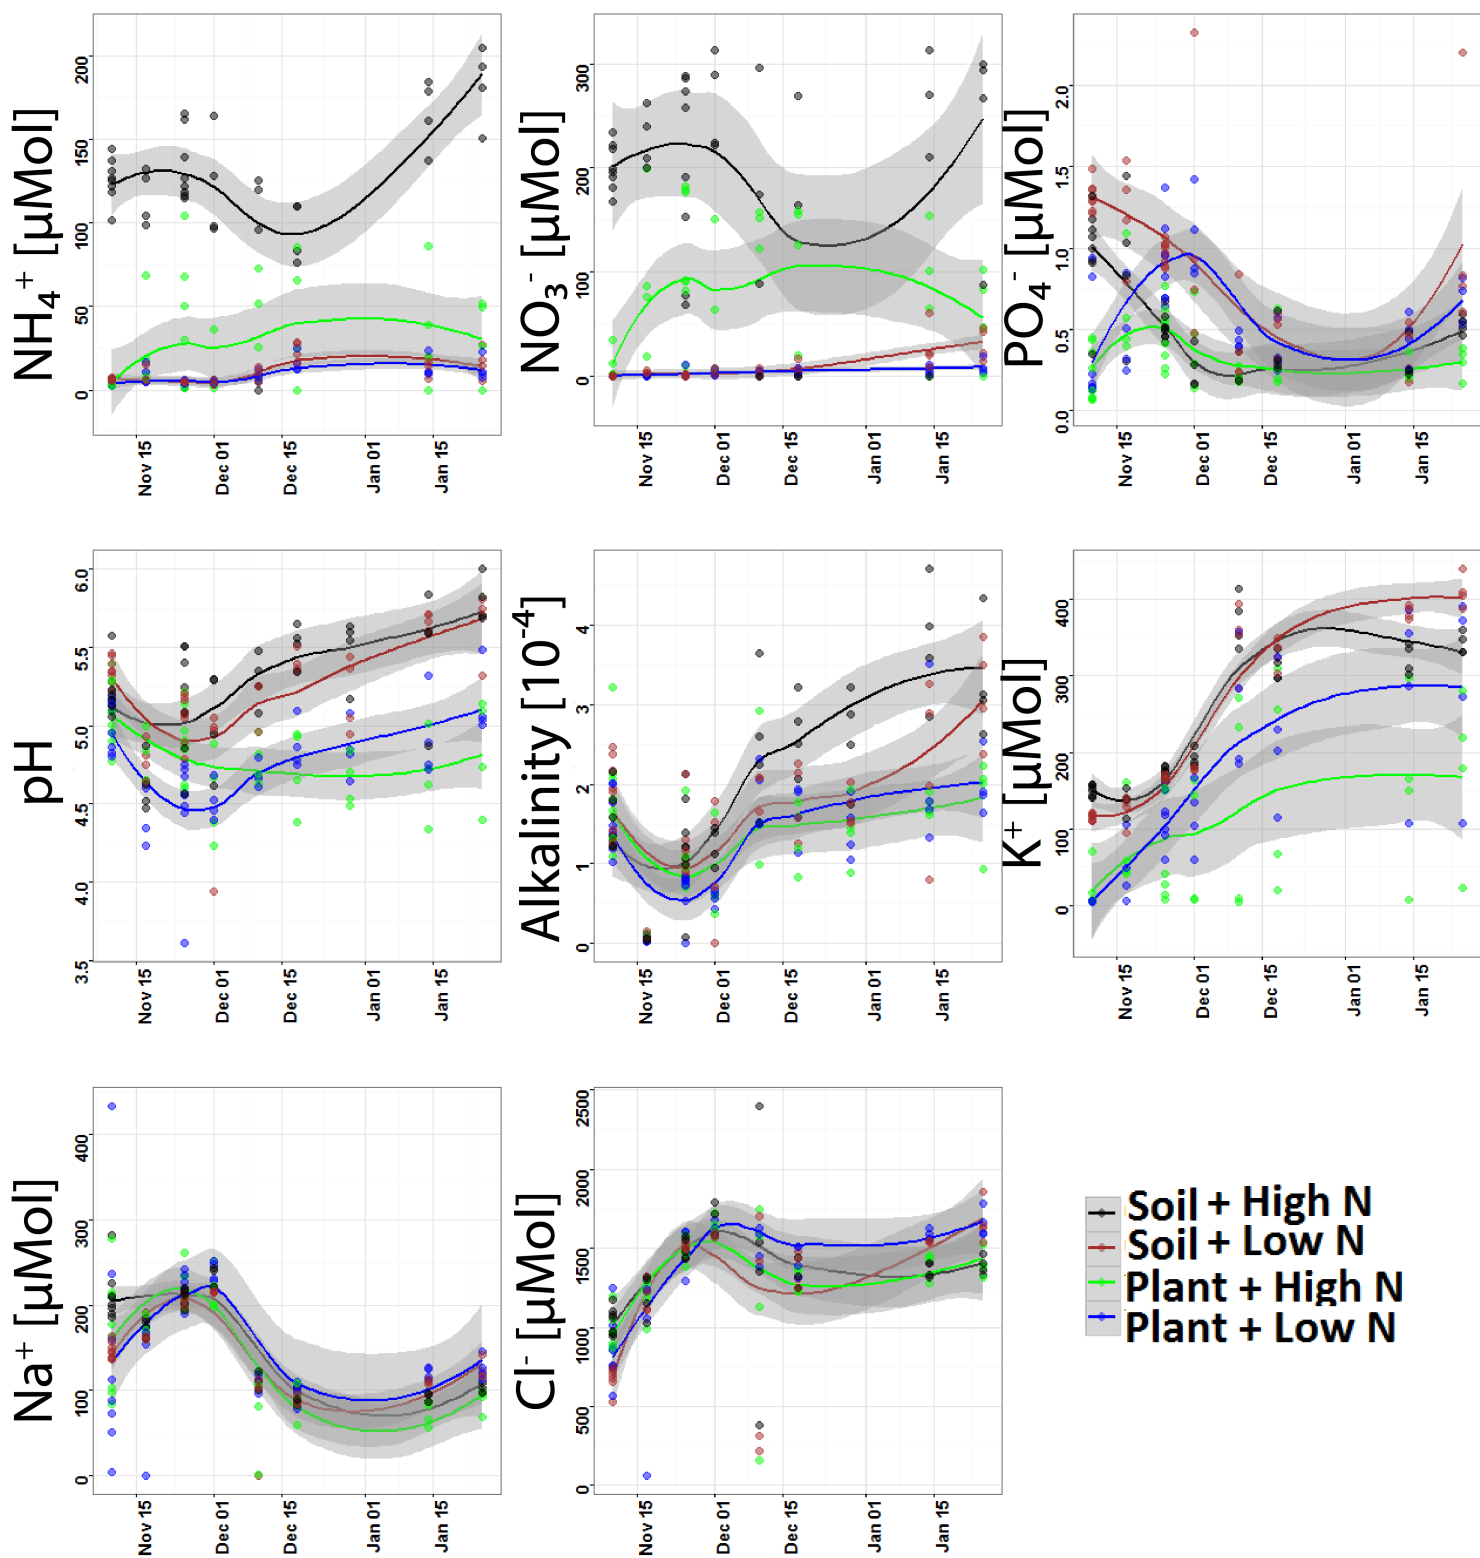 NH₄⁺ [µMol]
0 50 100 150 200
Nov 15 Dec 01 Dec 15 Jan 01 Jan 15
NO₃⁻ [µMol]
0 100 200 300
Nov 15 Dec 01 Dec 15 Jan 01 Jan 15
PO₄⁻ [µMol]
0.0 0.5 1.0 1.5 2.0
Nov 15 Dec 01 Dec 15 Jan 01 Jan 15
pH
3.5 4.0 4.5 5.0 5.5 6.0
Nov 15 Dec 01 Dec 15 Jan 01 Jan 15
Alkalinity [10⁻⁴]
0 1 2 3 4
Nov 15 Dec 01 Dec 15 Jan 01 Jan 15
K⁺ [µMol]
0 100 200 300 400
Nov 15 Dec 01 Dec 15 Jan 01 Jan 15
Na⁺ [µMol]
0 100 200 300 400
Nov 15 Dec 01 Dec 15 Jan 01 Jan 15
Cl⁻ [µMol]
0 500 1000 1500 2000 2500
Nov 15 Dec 01 Dec 15 Jan 01 Jan 15
Soil + High N
Soil + Low N
Plant + High N
Plant + Low N